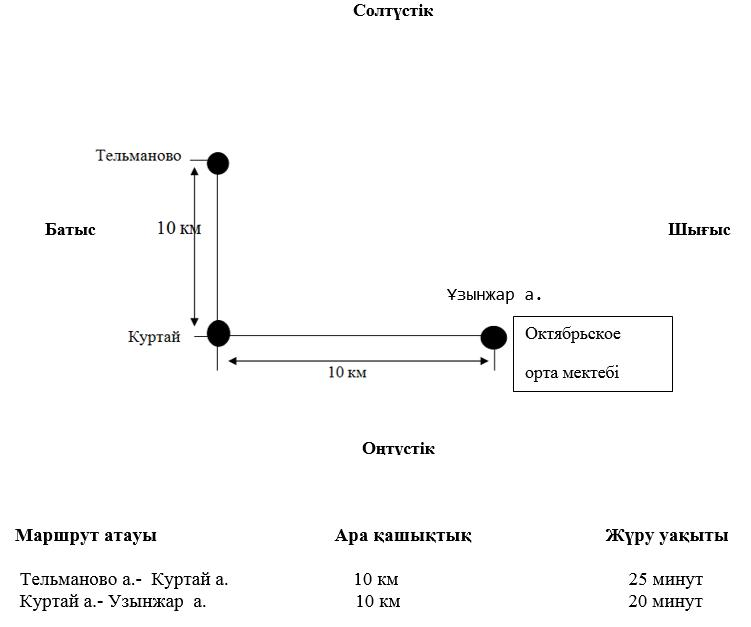 Солтүстік
Тельманово
Батыс
10 км
Шығыс
Ұзынжар а.
Куртай
Октябрьское
орта мектебі
10 км
Оңтүстік
Маршрут атауы Ара қашықтық Жүру уақыты
Тельманово а.- Куртай а. 10 км 25 минут
Куртай а.- Узынжар а. 10 км 20 минут